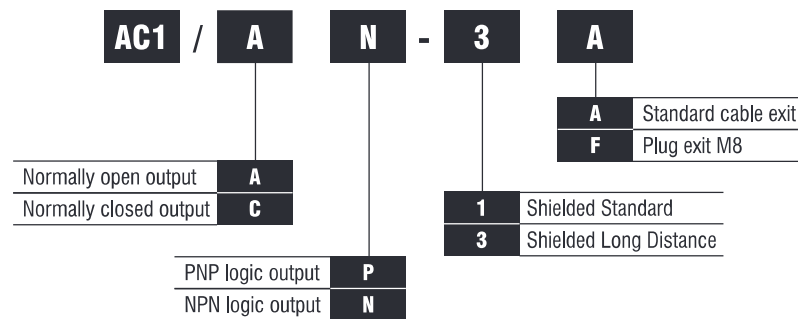 AC1 / A N - 3 A
A Standard cable exit
F Plug exit M8
Normally open output A
Normally closed output C
1 Shielded Standard
3 Shielded Long Distance
PNP logic output P
NPN logic output N